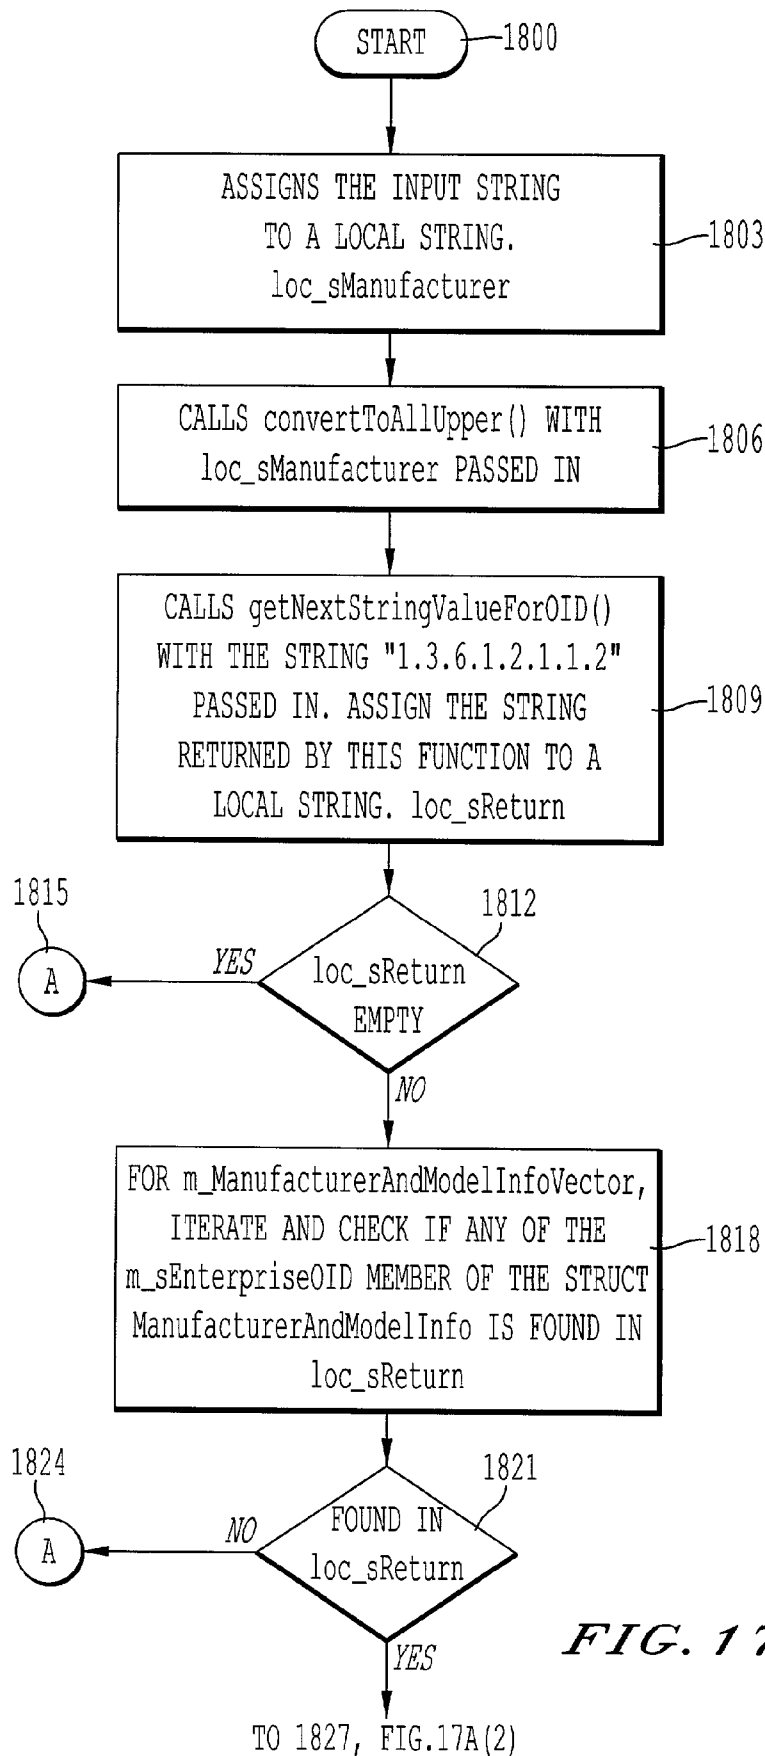 START
1800
ASSIGNS THE INPUT STRING
TO A LOCAL STRING.
loc_sManufacturer
1803
CALLS convertToAllUpper() WITH
loc_sManufacturer PASSED IN
1806
CALLS getNextStringValueForOID()
WITH THE STRING "1.3.6.1.2.1.1.2"
PASSED IN. ASSIGN THE STRING
RETURNED BY THIS FUNCTION TO A
LOCAL STRING. loc_sReturn
1809
1815
A
YES
1812
loc_sReturn
EMPTY
NO
FOR m_ManufacturerAndModelInfoVector,
ITERATE AND CHECK IF ANY OF THE
m_sEnterpriseOID MEMBER OF THE STRUCT
ManufacturerAndModelInfo IS FOUND IN
loc_sReturn
1818
1824
A
NO
1821
FOUND IN
loc_sReturn
YES
FIG. 17
TO 1827, FIG.17A(2)